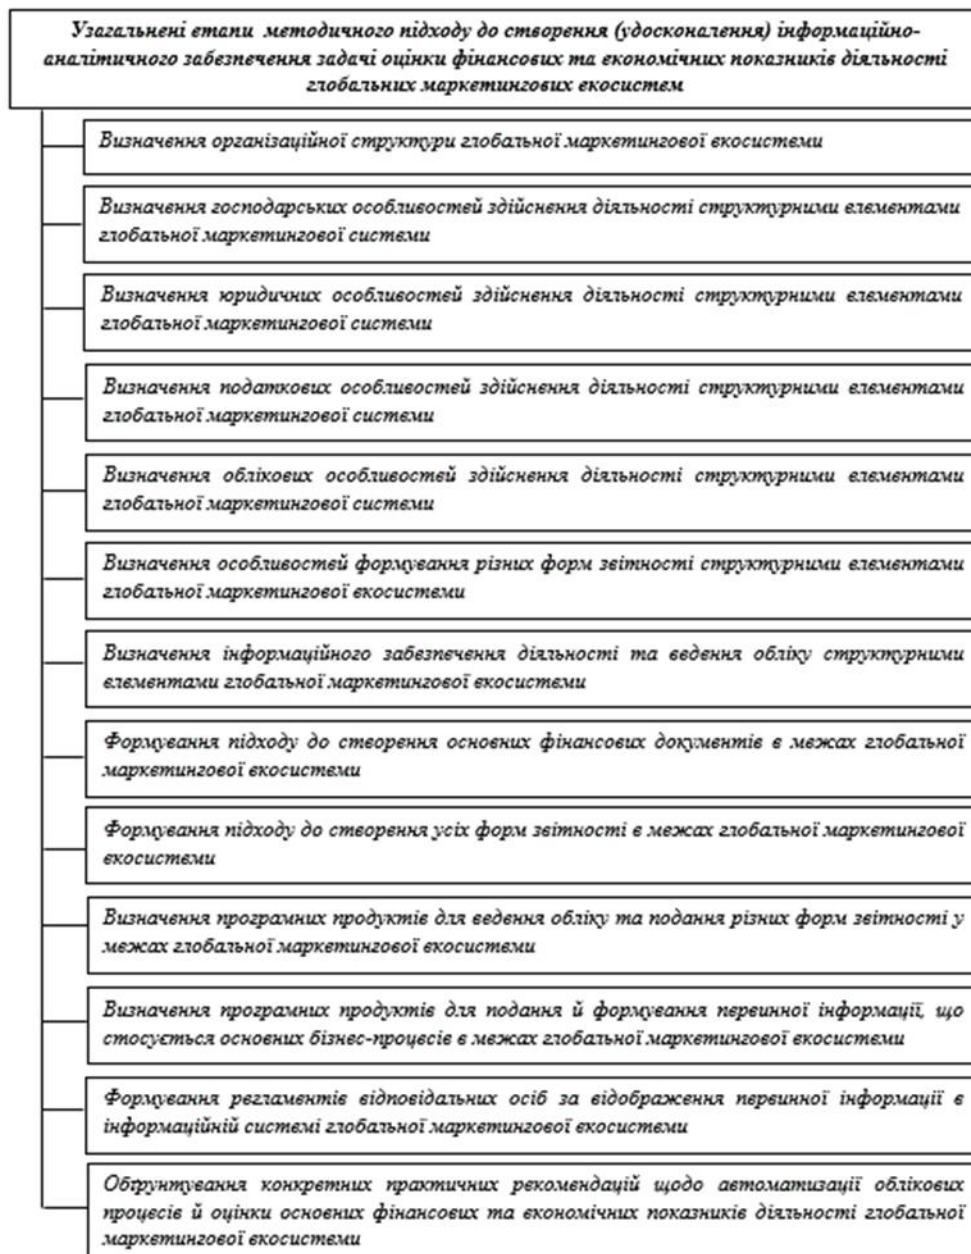 Узагальнені етапи методичного підходу до створення (удосконалення) інформаційно-
аналітичного забезпечення задачі оцінки фінансових та економічних показників діяльності
глобальних маркетингових екосистем
Визначення організаційної структури глобальної маркетингової екосистеми
Визначення господарських особливостей здійснення діяльності структурними елементами
глобальної маркетингової системи
Визначення юридичних особливостей здійснення діяльності структурними елементами
глобальної маркетингової системи
Визначення податкових особливостей здійснення діяльності структурними елементами
глобальної маркетингової системи
Визначення облікових особливостей здійснення діяльності структурними елементами
глобальної маркетингової системи
Визначення особливостей формування різних форм звітності структурними елементами
глобальної маркетингової екосистеми
Визначення інформаційного забезпечення діяльності та ведення обліку структурними
елементами глобальної маркетингової екосистеми
Формування підходу до створення основних фінансових документів в межах глобальної
маркетингової екосистеми
Формування підходу до створення усіх форм звітності в межах глобальної маркетингової
екосистеми
Визначення програмних продуктів для ведення обліку та подання різних форм звітності у
межах глобальної маркетингової екосистеми
Визначення програмних продуктів для подання й формування первинної інформації, що
стосується основних бізнес-процесів в межах глобальної маркетингової екосистеми
Формування регламентів відповідальних осіб за відображення первинної інформації в
інформаційній системі глобальної маркетингової екосистеми
Обґрунтування конкретних практичних рекомендацій щодо автоматизації облікових
процесів й оцінки основних фінансових та економічних показників діяльності глобальної
маркетингової екосистеми